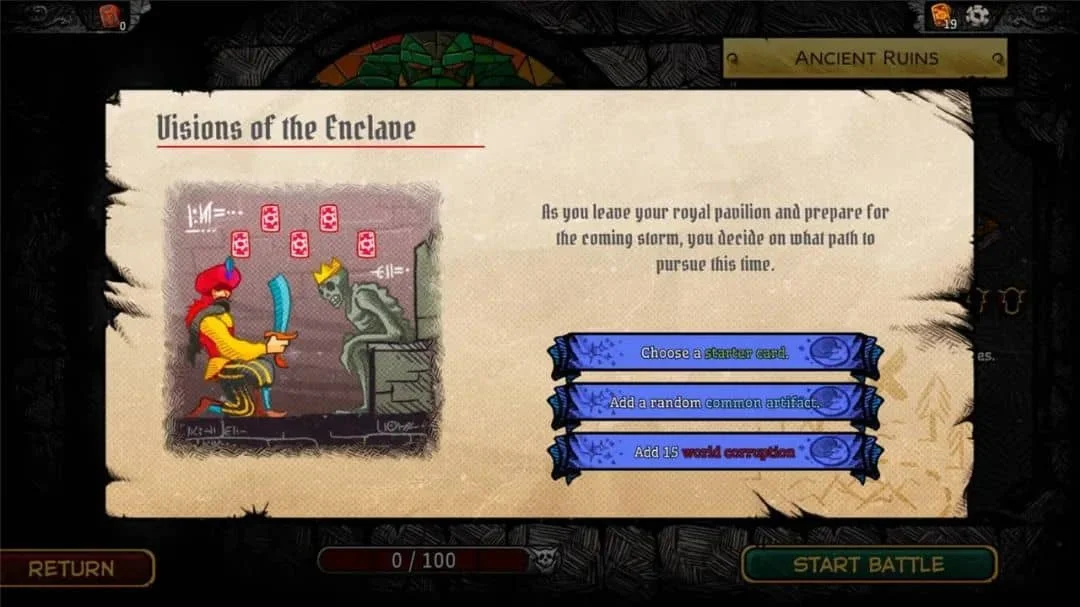 0
19
ANCIENT RUINS
Visions of the Enclave
As you leave your royal pavilion and prepare for
the coming storm, you decide on what path to
pursue this time.
Choose a starter card.
Add a random common artifact.
Add 15 world corruption
es.
RETURN
0 / 100
START BATTLE